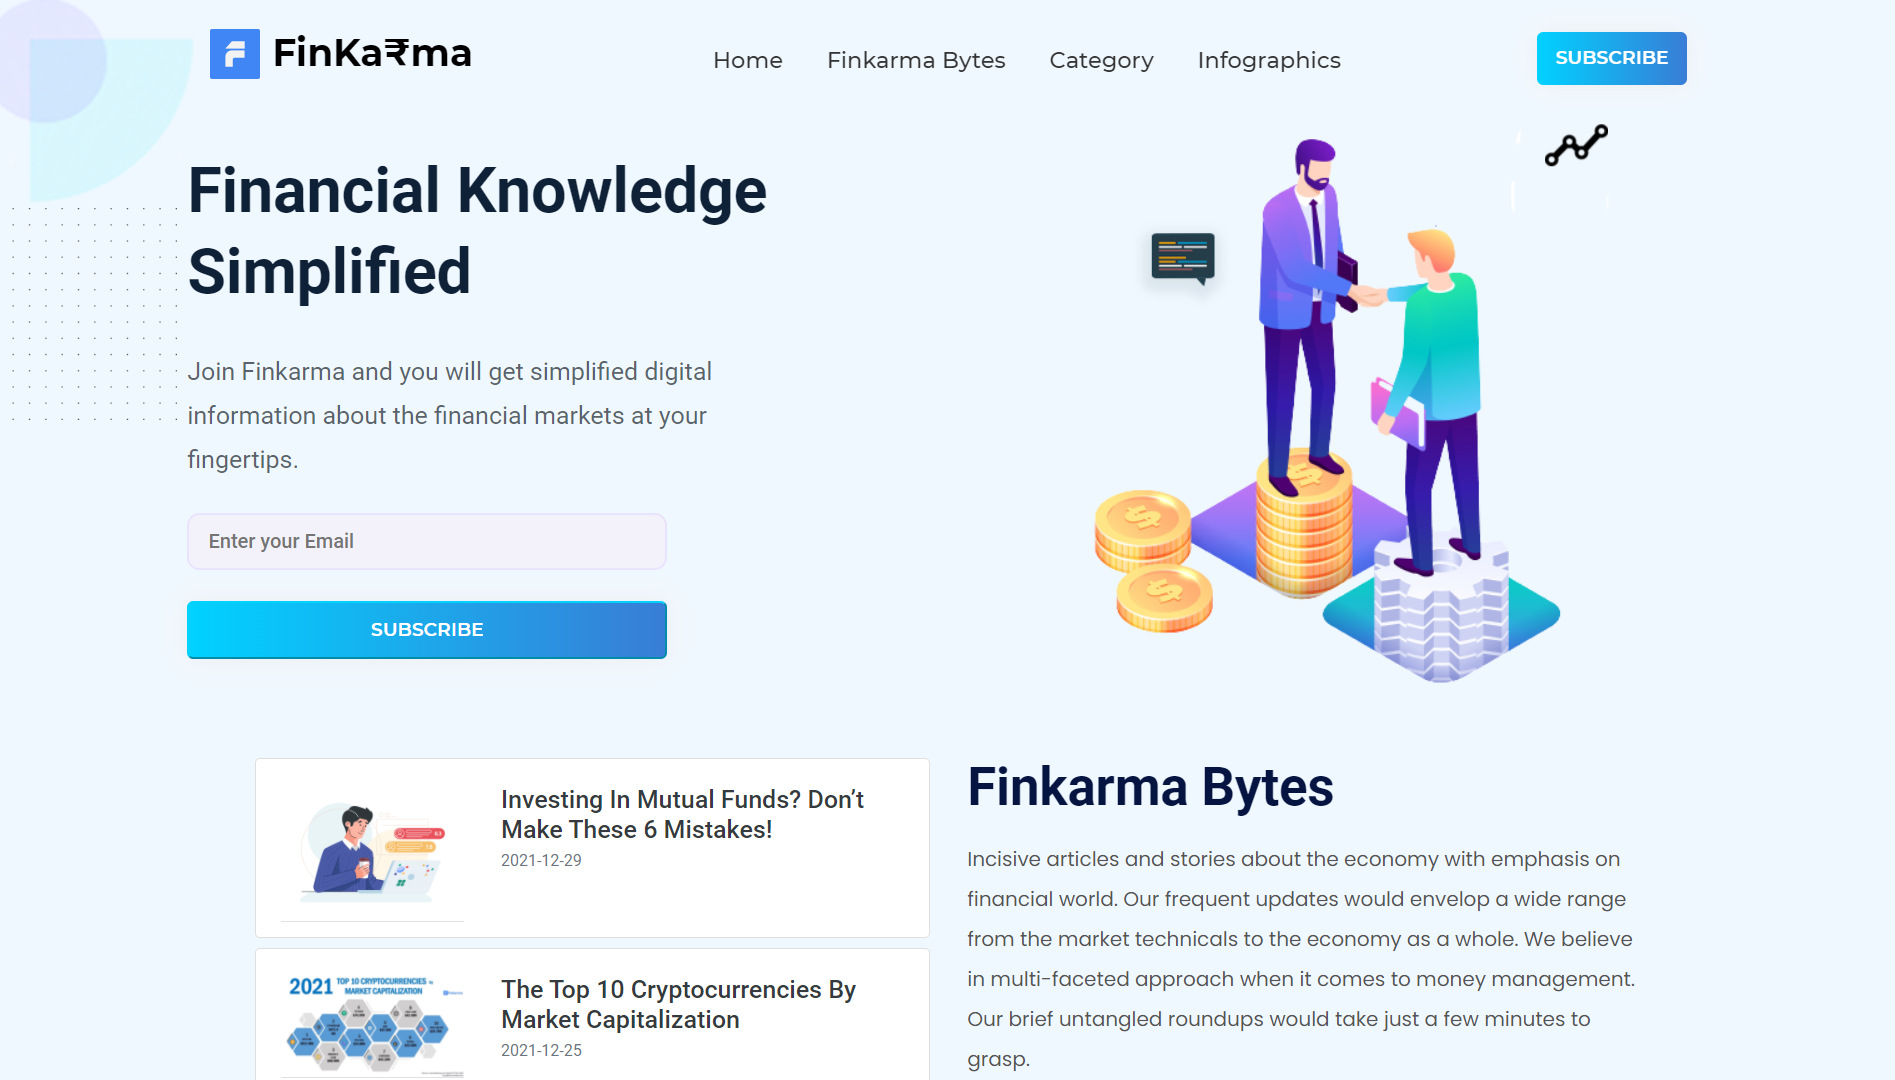 FinKa₹ma
Home
Finkarma Bytes
Category
Infographics
SUBSCRIBE
Financial Knowledge
Simplified
Join Finkarma and you will get simplified digital
information about the financial markets at your
fingertips.
Enter your Email
SUBSCRIBE
Investing In Mutual Funds? Don’t
Make These 6 Mistakes!
2021-12-29
2021 TOP 10 CRYPTOCURRENCIES
MARKET CAPITALIZATION
The Top 10 Cryptocurrencies By
Market Capitalization
2021-12-25
Finkarma Bytes
Incisive articles and stories about the economy with emphasis on
financial world. Our frequent updates would envelop a wide range
from the market technicals to the economy as a whole. We believe
in multi-faceted approach when it comes to money management.
Our brief untangled roundups would take just a few minutes to
grasp.